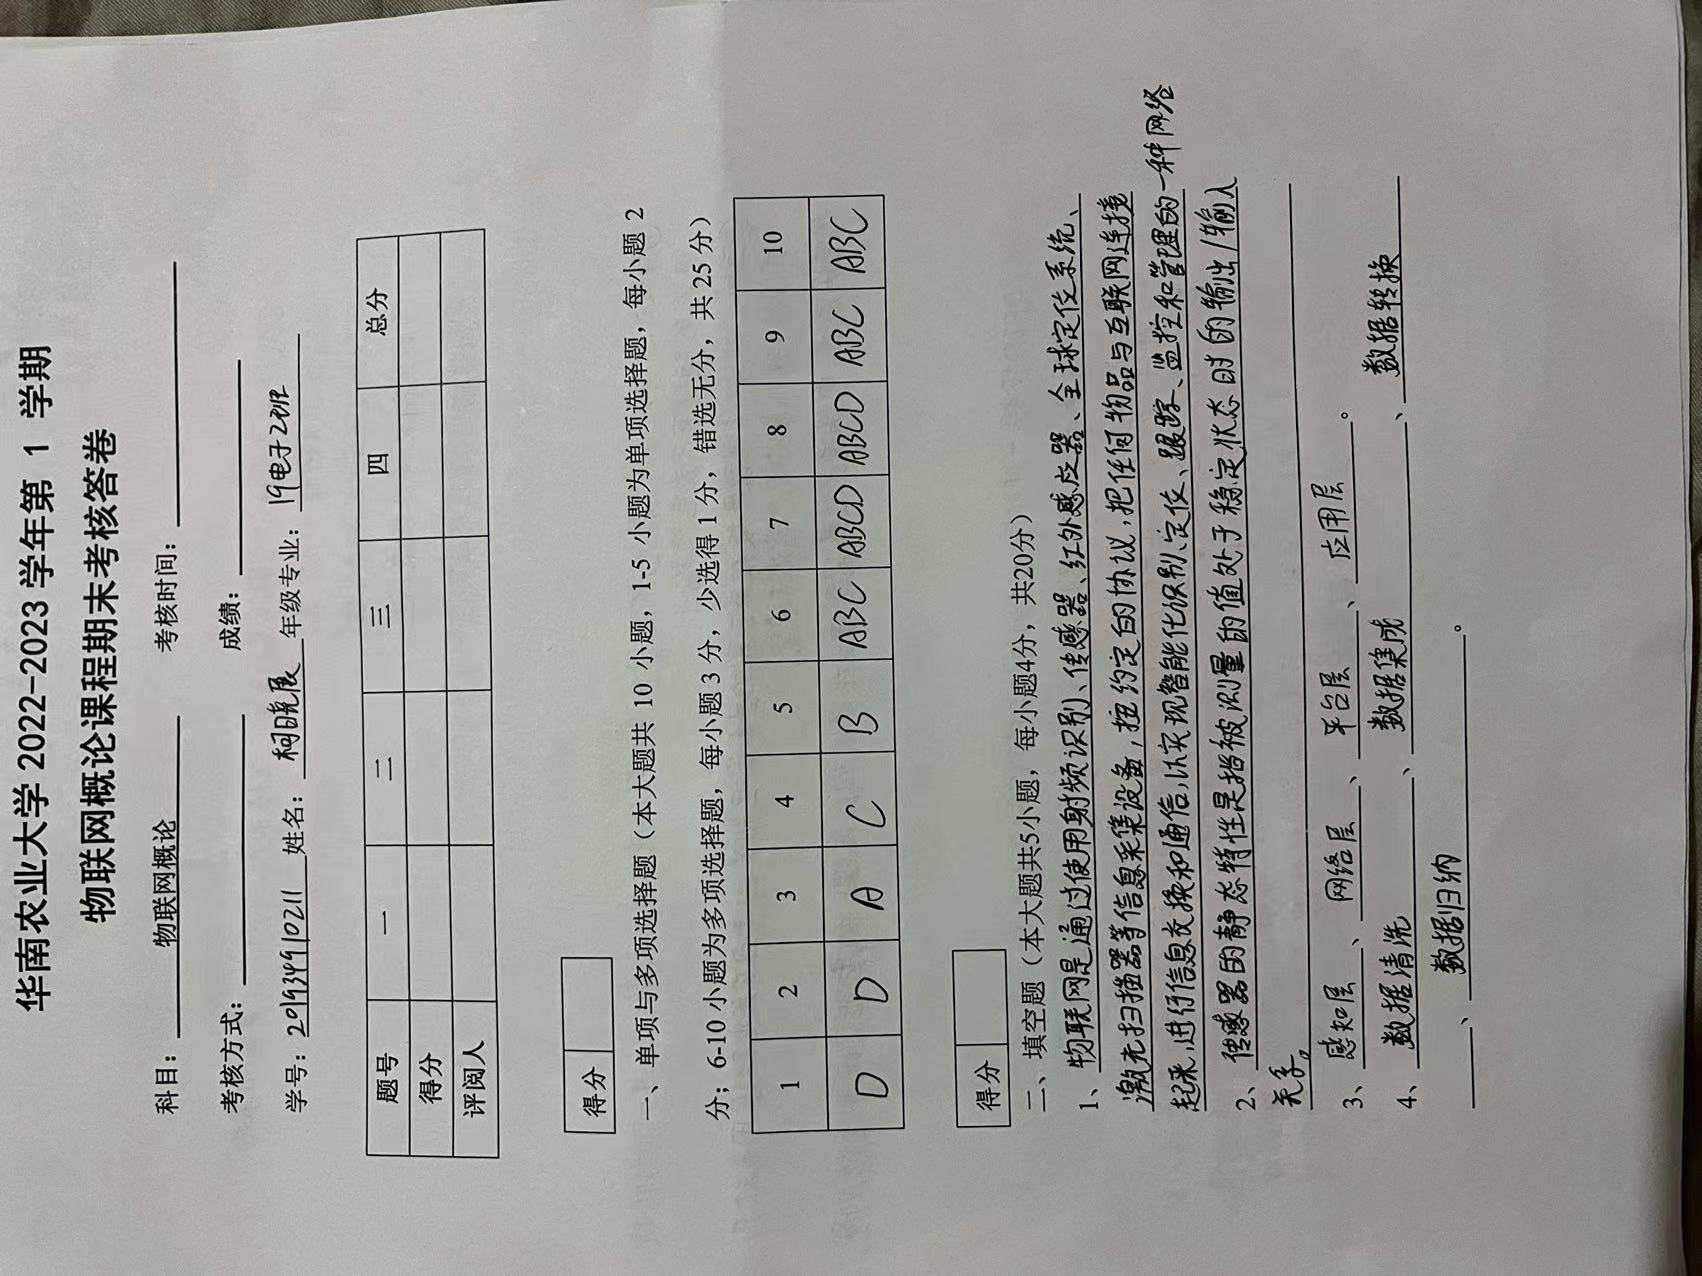 华南农业大学 2022-2023 学年第 1 学期
物联网概论课程期末考核答卷
科目： 物联网概论 考核时间：
考核方式： 成绩：
学号：201934910211 姓名：柯晓展 年级专业：19电子2班
题号 一 二 三 四 总分
得分
评阅人
得分
一、单项与多项选择题（本大题共 10 小题，1-5 小题为单项选择题，每小题 2
分；6-10 小题为多项选择题，每小题 3 分，少选得 1 分，错选无分，共 25 分）
1 2 3 4 5 6 7 8 9 10
D D A C B ABC ABCD ABCD ABC ABC
得分
二、填空题（本大题共5小题，每小题4分，共20分）
1、物联网是通过使用射频识别、传感器、红外感应器、全球定位系统、
激光扫描器等信息采集设备，按约定的协议，把任何物品与互联网连接
起来，进行信息交换和通信，以实现智能化识别、定位、跟踪、监控和管理的一种网络
2、传感器的静态特性是指被测量的值处于稳定状态时的输出/输入
关系。
3、感知层、网络层、平台层、应用层。
4、数据清洗、数据集成、数据转换
、数据归纳。